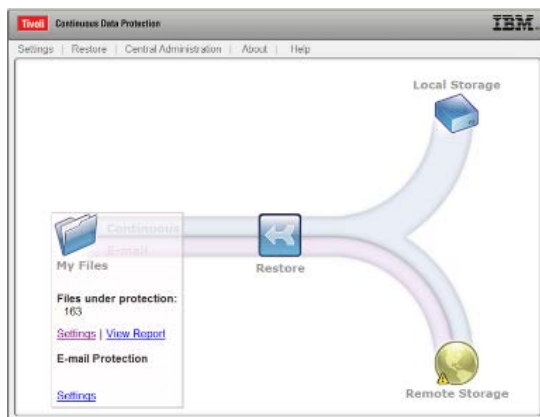 Tivoli Continuous Data Protection IBM
Settings | Restore | Central Administration | About | Help
Local Storage
Continuous
E-mail
My Files
Restore
Files under protection:
163
Settings | View Report
E-mail Protection
Settings
Remote Storage